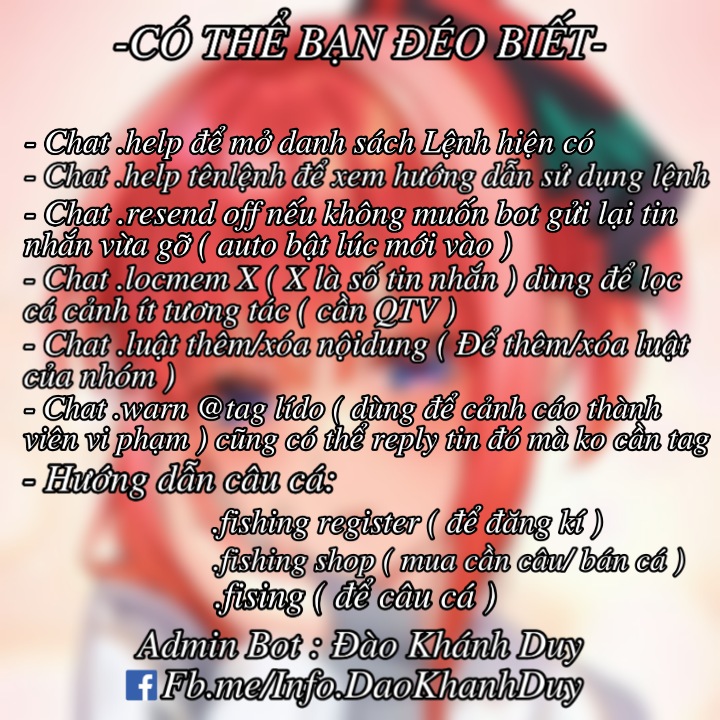 -CÓ THỂ BẠN ĐÉO BIẾT-
- Chat .help để mở danh sách Lệnh hiện có
- Chat .help tênlệnh để xem hướng dẫn sử dụng lệnh
- Chat .resend off nếu không muốn bot gửi lại tin
nhắn vừa gỡ ( auto bật lúc mới vào )
- Chat .locmem X ( X là số tin nhắn ) dùng để lọc
cá cảnh ít tương tác ( cần QTV )
- Chat .luật thêm/xóa nộidung ( Để thêm/xóa luật
của nhóm )
- Chat .warn @tag lído ( dùng để cảnh cáo thành
viên vi phạm ) cũng có thể reply tin đó mà ko cần tag
- Hướng dẫn câu cá:
.fishing register ( để đăng kí )
.fishing shop ( mua cần câu/ bán cá )
.fising ( để câu cá )
Admin Bot : Đào Khánh Duy
Fb.me/Info.DaoKhanhDuy